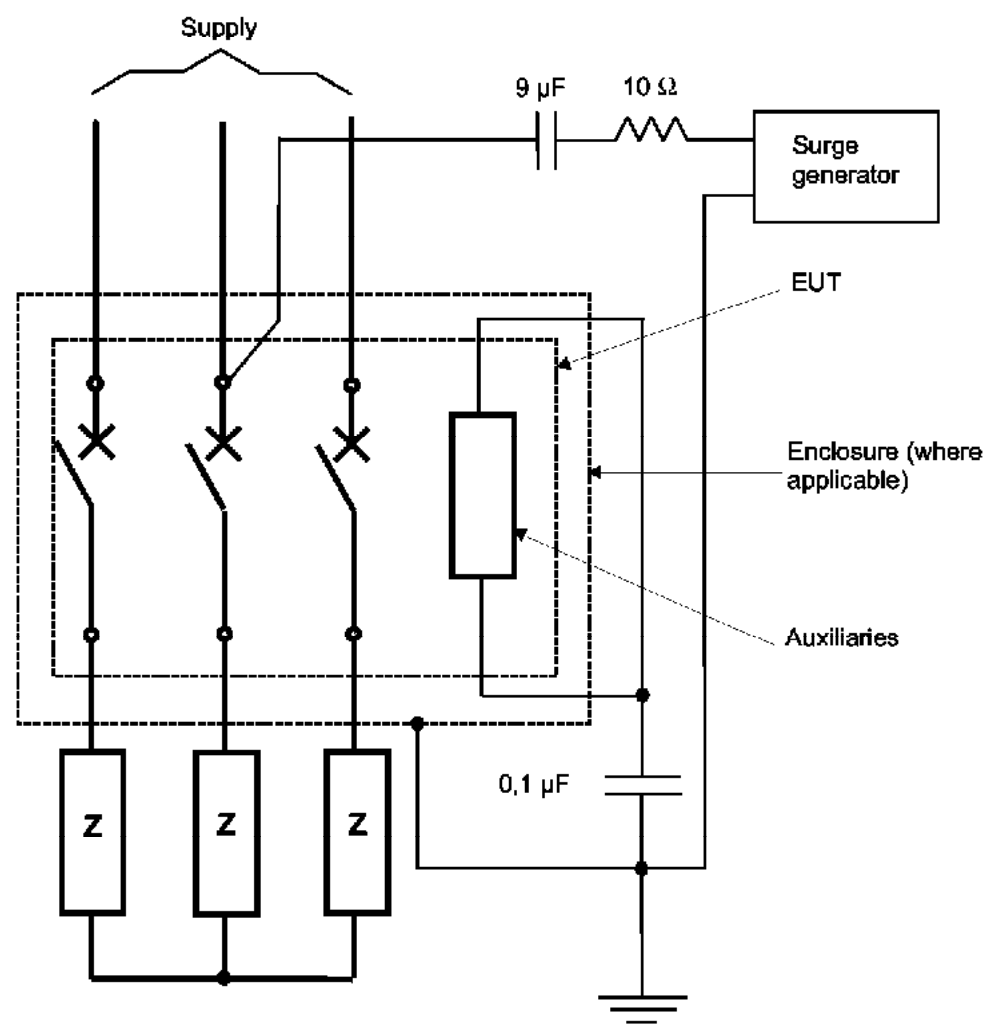 Supply
9 µF
10 Ω
Surge
generator
EUT
Enclosure (where
applicable)
Auxiliaries
0,1 µF
Z
Z
Z